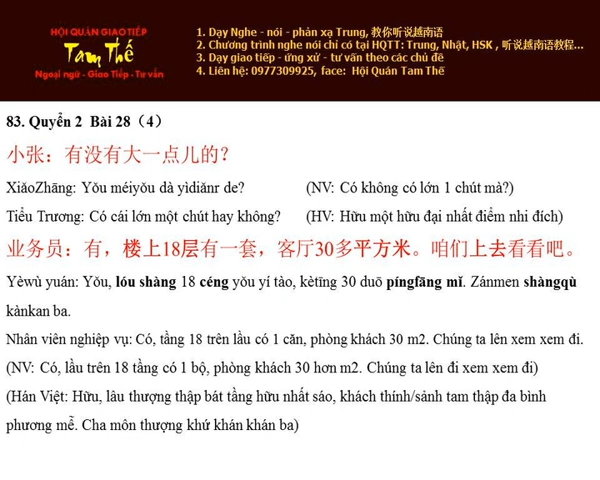 HỘI QUÁN GIAO TIẾP
Tam Thế
Ngoại ngữ - Giao Tiếp - Tư vấn
1. Dạy Nghe - nói - phản xạ Trung, 教你听说越南语
2. Chương trình nghe nói chỉ có tại HQTT: Trung, Nhật, HSK , 听说越南语教程...
3. Dạy giao tiếp - ứng xử - tư vấn theo các chủ đề
4. Liên hệ: 0977309925, face: Hội Quán Tam Thế
83. Quyển 2 Bài 28（4）
小张：有没有大一点儿的？
XiăoZhāng: Yŏu méiyŏu dà yìdiănr de? (NV: Có không có lớn 1 chút mà?)
Tiểu Trương: Có cái lớn một chút hay không? (HV: Hữu một hữu đại nhất điểm nhi đích)
业务员：有，楼上18层有一套，客厅30多平方米。咱们上去看看吧。
Yèwù yuán: Yŏu, lóu shàng 18 céng yŏu yí tào, kètīng 30 duō píngfāng mĭ. Zánmen shàngqù
kànkan ba.
Nhân viên nghiệp vụ: Có, tầng 18 trên lầu có 1 căn, phòng khách 30 m2. Chúng ta lên xem xem đi.
(NV: Có, lầu trên 18 tầng có 1 bộ, phòng khách 30 hơn m2. Chúng ta lên đi xem xem đi)
(Hán Việt: Hữu, lâu thượng thập bát tầng hữu nhất sáo, khách thính/sảnh tam thập đa bình
phương mễ. Cha môn thượng khứ khán khán ba)